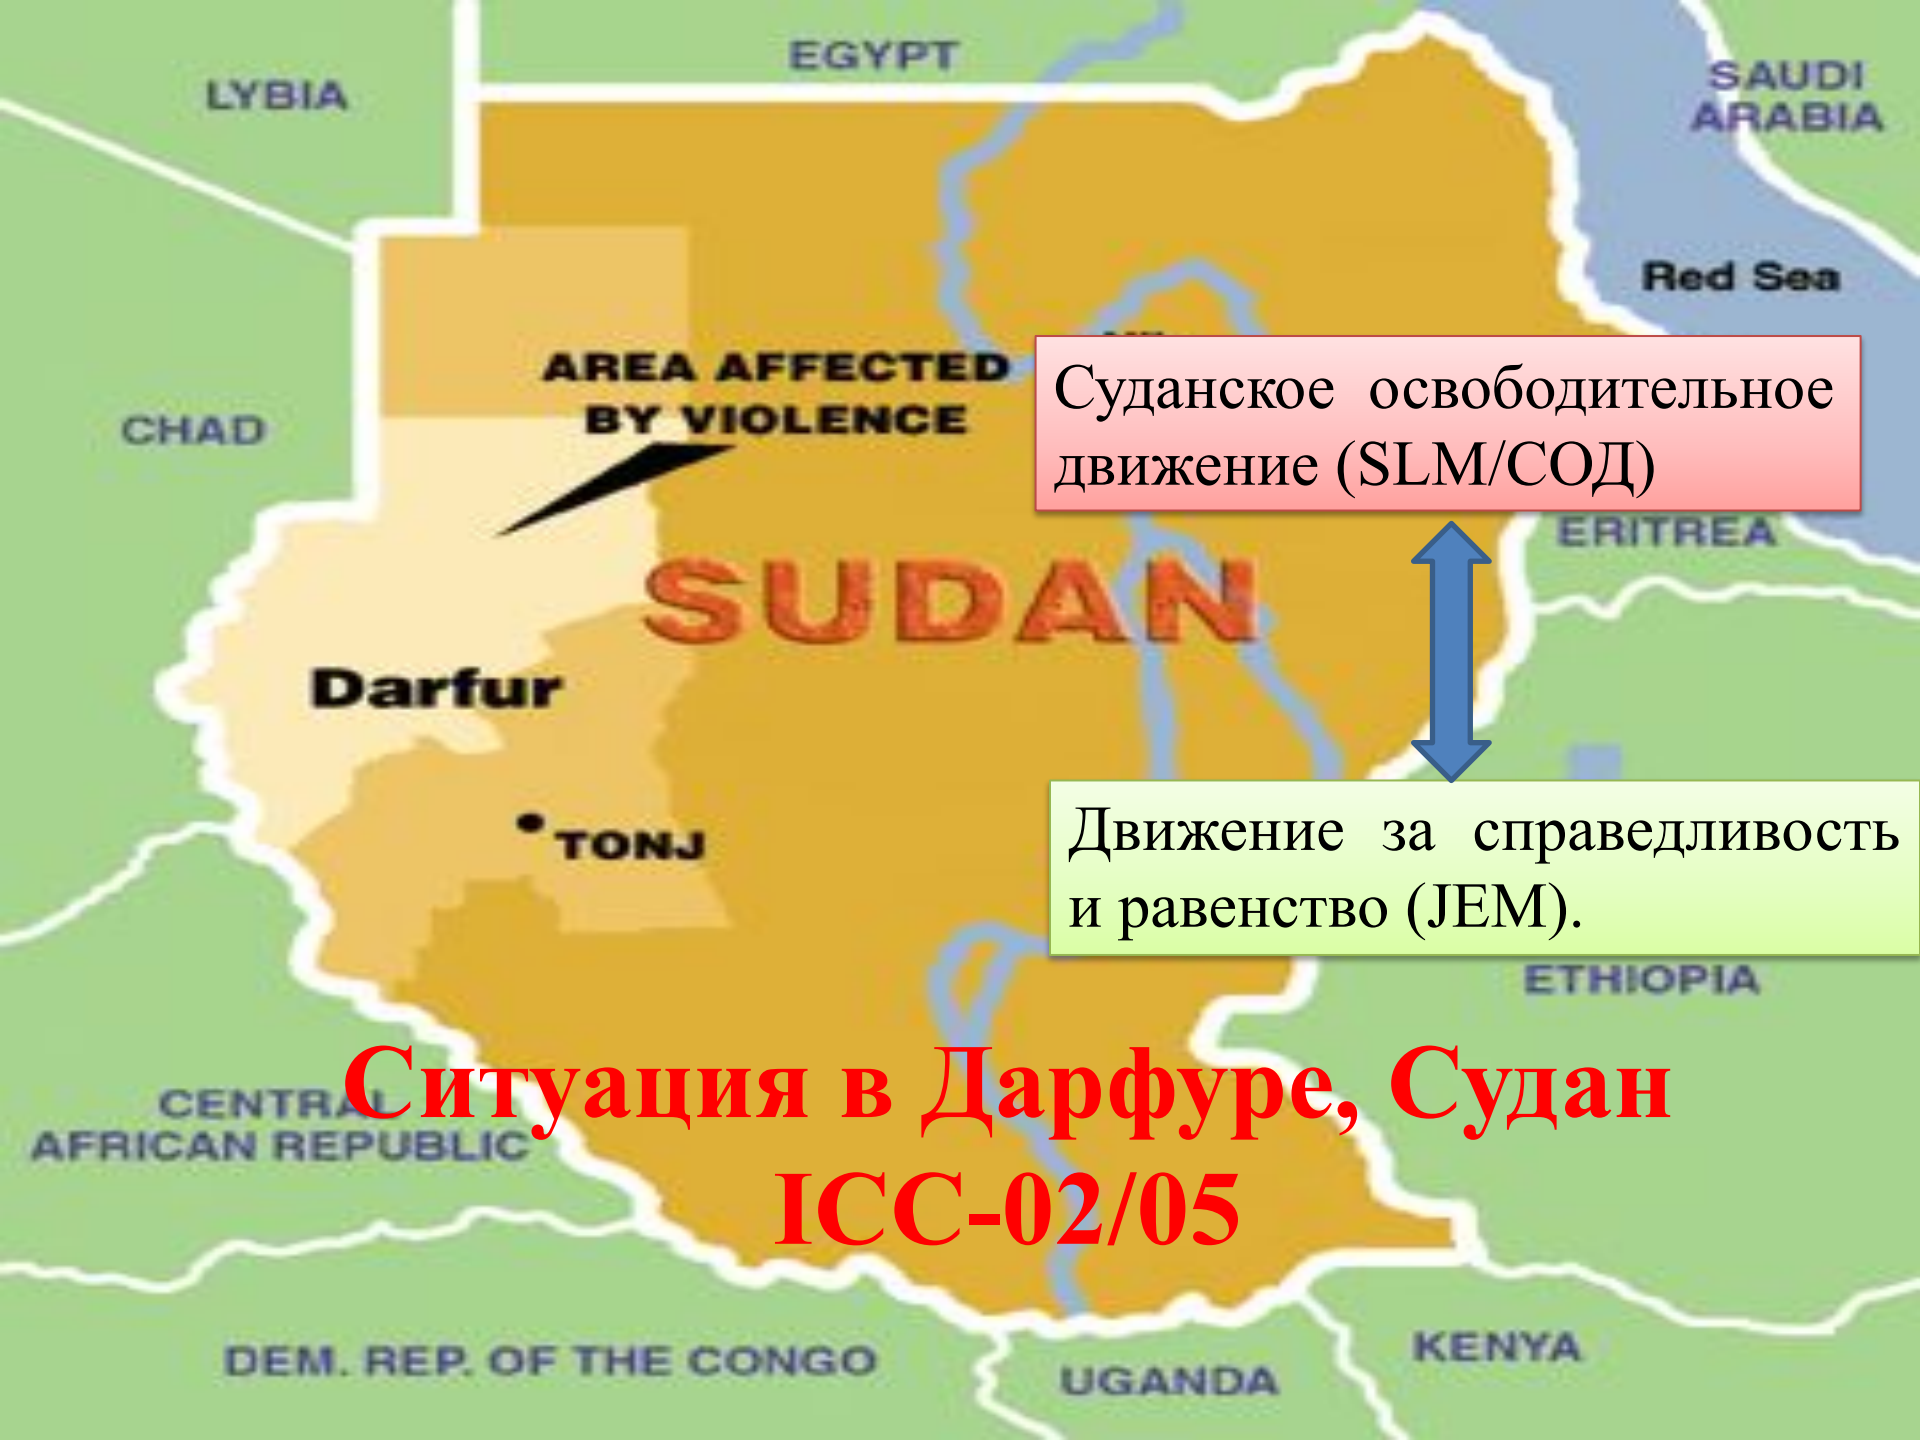 EGYPT
LYBIA
SAUDI
ARABIA
Red Sea
AREA AFFECTED
BY VIOLENCE
CHAD
Суданское освободительное
движение (SLM/СОД)
ERITREA
SUDAN
Darfur
TONJ
Движение за справедливость
и равенство (JEM).
ETHIOPIA
Ситуация в Дарфуре, Судан
ICC-02/05
CENTRAL
AFRICAN REPUBLIC
DEM. REP. OF THE CONGO
UGANDA
KENYA